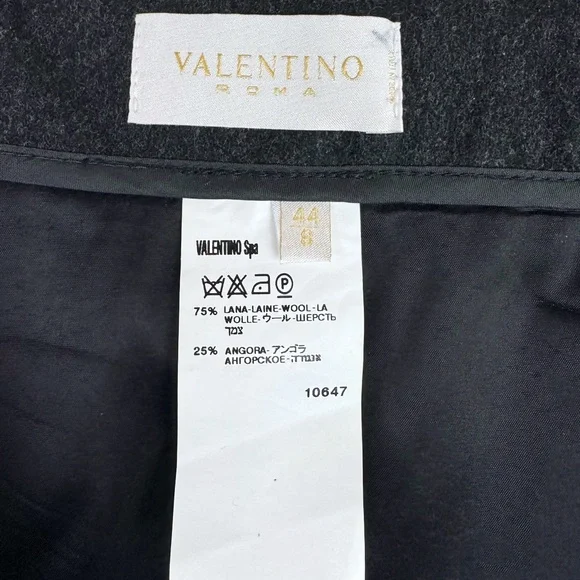 VALENTINO
ROMA
44
8
VALENTINO Spa
75% LANA-LAINE-WOOL-LA
WOLLE-ウール-ШЕРСТЬ
צמך
25% ANGORA-アンゴラ
АНГОРСКОЕ-
10647